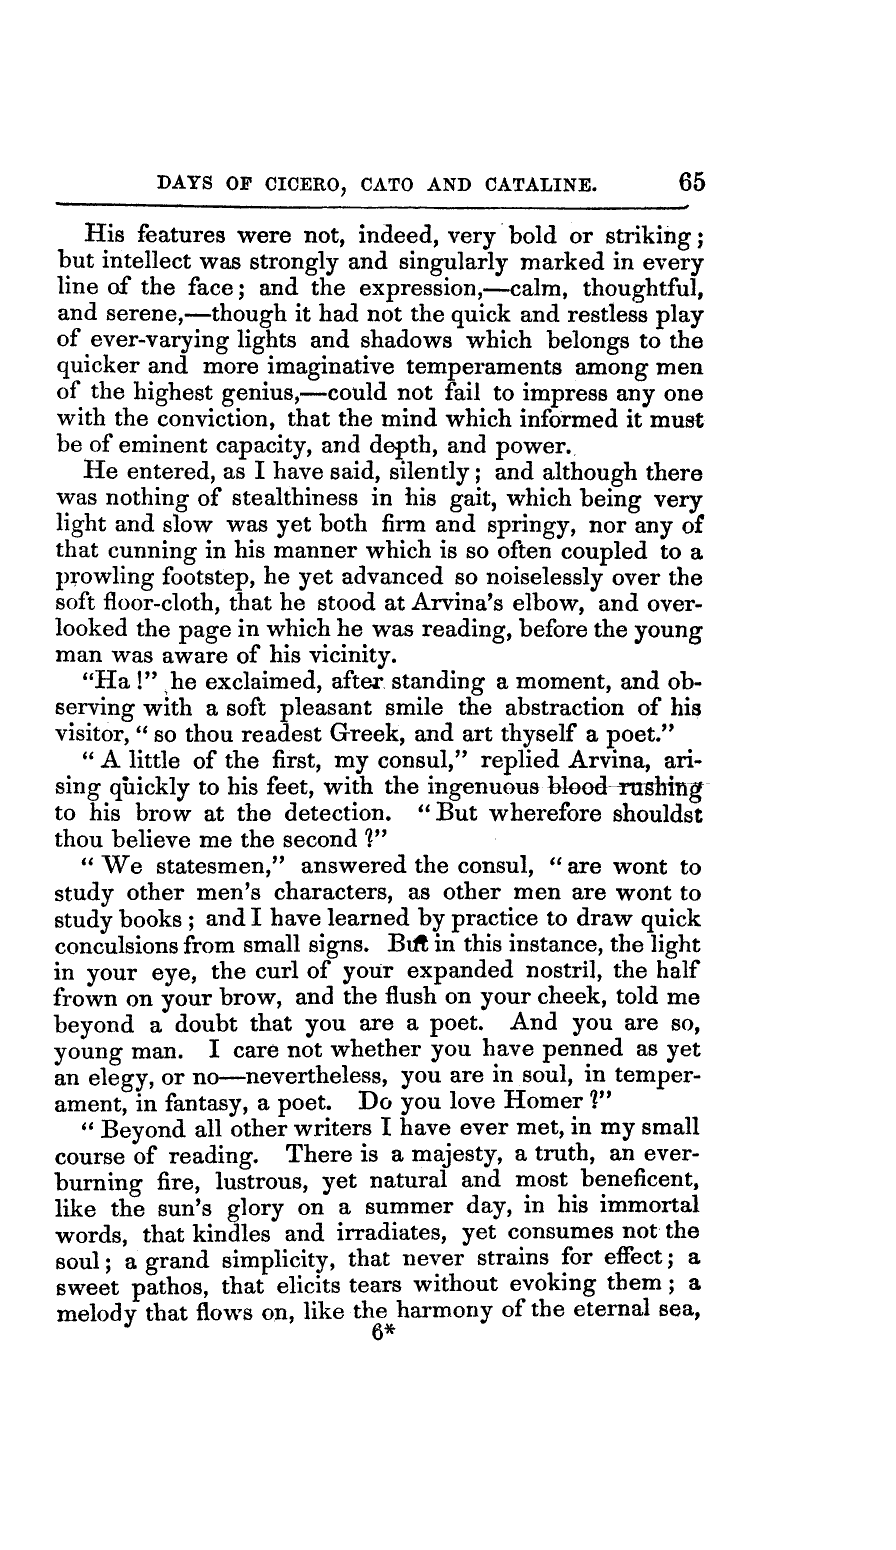 DAYS OF CICERO, CATO AND CATALINE. 65
His features were not, indeed, very bold or striking;
but intellect was strongly and singularly marked in every
line of the face; and the expression,—calm, thoughtful,
and serene,—though it had not the quick and restless play
of ever-varying lights and shadows which belongs to the
quicker and more imaginative temperaments among men
of the highest genius,—could not fail to impress any one
with the conviction, that the mind which informed it must
be of eminent capacity, and depth, and power.
He entered, as I have said, silently; and although there
was nothing of stealthiness in his gait, which being very
light and slow was yet both firm and springy, nor any of
that cunning in his manner which is so often coupled to a
prowling footstep, he yet advanced so noiselessly over the
soft floor-cloth, that he stood at Arvina's elbow, and over-
looked the page in which he was reading, before the young
man was aware of his vicinity.
"Ha!" he exclaimed, after standing a moment, and ob-
serving with a soft pleasant smile the abstraction of his
visitor, "so thou readest Greek, and art thyself a poet."
"A little of the first, my consul," replied Arvina, ari-
sing quickly to his feet, with the ingenuous blood rushing
to his brow at the detection. "But wherefore shouldst
thou believe me the second?"
"We statesmen," answered the consul, "are wont to
study other men's characters, as other men are wont to
study books; and I have learned by practice to draw quick
conculsions from small signs. But in this instance, the light
in your eye, the curl of your expanded nostril, the half
frown on your brow, and the flush on your cheek, told me
beyond a doubt that you are a poet. And you are so,
young man. I care not whether you have penned as yet
an elegy, or no—nevertheless, you are in soul, in temper-
ament, in fantasy, a poet. Do you love Homer?"
"Beyond all other writers I have ever met, in my small
course of reading. There is a majesty, a truth, an ever-
burning fire, lustrous, yet natural and most beneficent,
like the sun's glory on a summer day, in his immortal
words, that kindles and irradiates, yet consumes not the
soul; a grand simplicity, that never strains for effect; a
sweet pathos, that elicits tears without evoking them; a
melody that flows on, like the harmony of the eternal sea,
6*